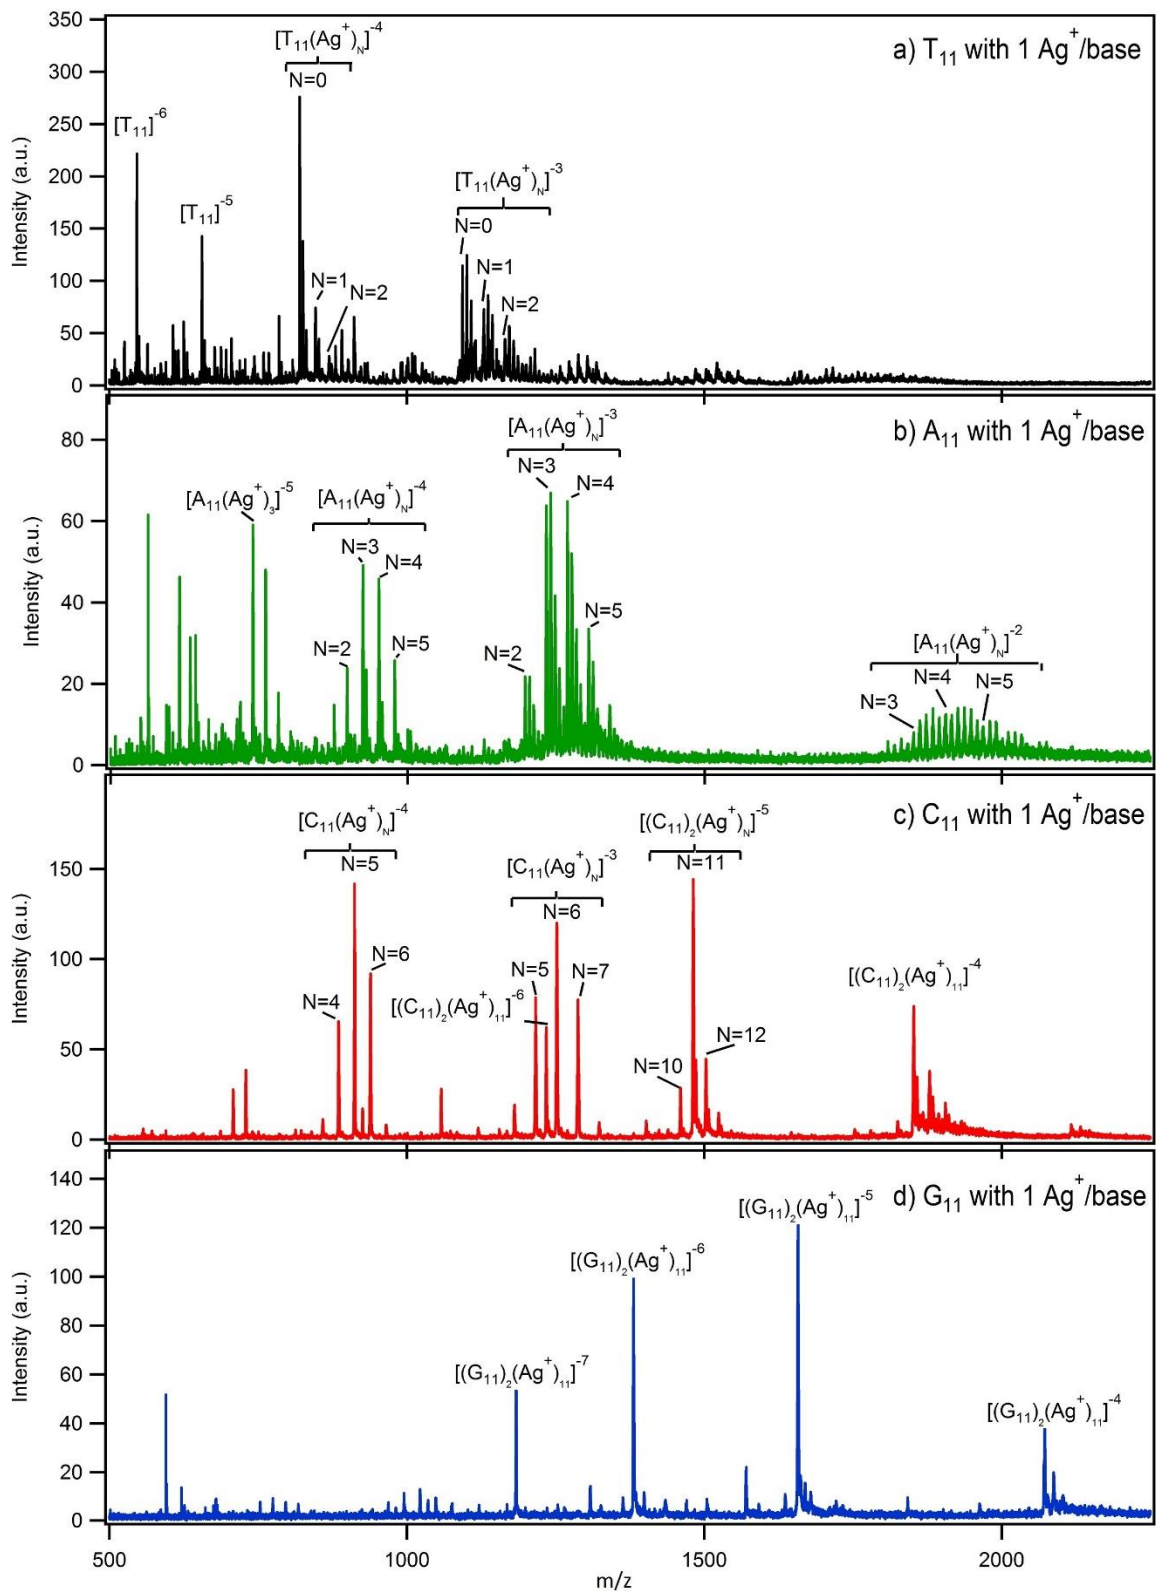 350
300
250
200
150
100
50
0
Intensity (a.u.)
a) T₁₁ with 1 Ag⁺/base
[T₁₁(Ag⁺)ₙ]⁻⁴
N=0
[T₁₁]⁻⁶
[T₁₁]⁻⁵
N=1
N=2
[T₁₁(Ag⁺)ₙ]⁻³
N=0
N=1
N=2
80
60
40
20
0
Intensity (a.u.)
b) A₁₁ with 1 Ag⁺/base
[A₁₁(Ag⁺)ₙ]⁻³
N=3
N=4
[A₁₁(Ag⁺)₃]⁻⁵
[A₁₁(Ag⁺)ₙ]⁻⁴
N=3
N=4
N=2
N=5
N=2
N=5
[A₁₁(Ag⁺)ₙ]⁻²
N=4
N=3
N=5
150
100
50
0
Intensity (a.u.)
c) C₁₁ with 1 Ag⁺/base
[C₁₁(Ag⁺)ₙ]⁻⁴
N=5
N=6
N=4
[C₁₁(Ag⁺)ₙ]⁻³
N=6
N=5
N=7
[(C₁₁)₂(Ag⁺)₁₁]⁻⁶
[(C₁₁)₂(Ag⁺)ₙ]⁻⁵
N=11
N=12
N=10
[(C₁₁)₂(Ag⁺)₁₁]⁻⁴
140
120
100
80
60
40
20
0
Intensity (a.u.)
d) G₁₁ with 1 Ag⁺/base
[(G₁₁)₂(Ag⁺)₁₁]⁻⁵
[(G₁₁)₂(Ag⁺)₁₁]⁻⁶
[(G₁₁)₂(Ag⁺)₁₁]⁻⁷
[(G₁₁)₂(Ag⁺)₁₁]⁻⁴
500 1000 1500 2000
m/z